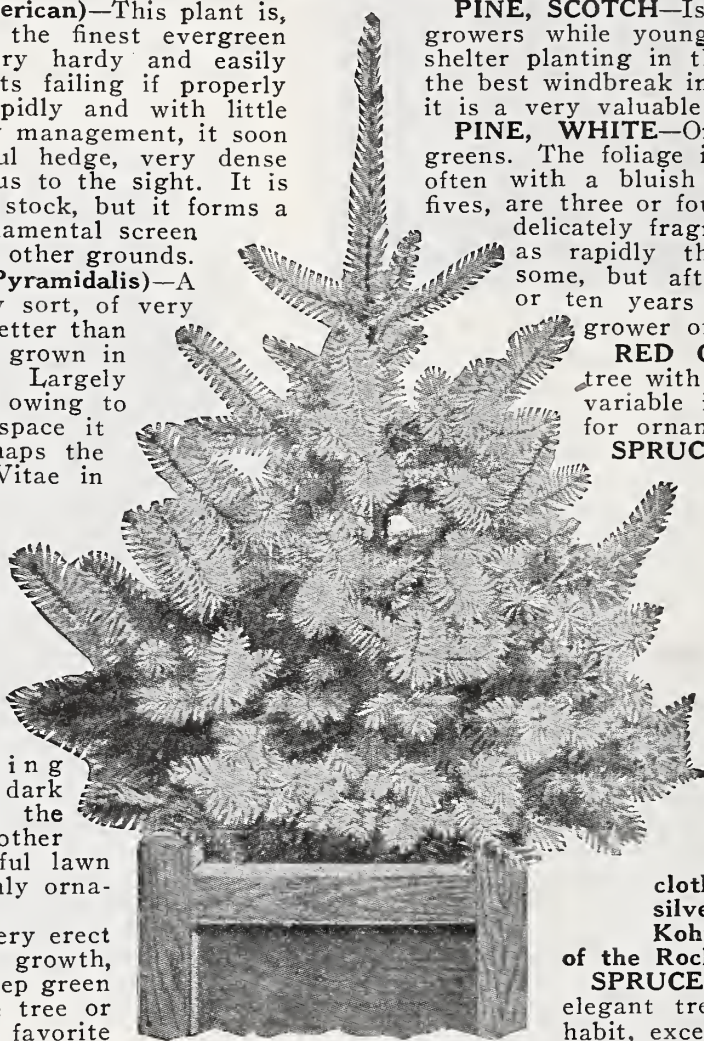 erican)—This plant is,
the finest evergreen
ry hardy and easily
ts failing if properly
pidly and with little
management, it soon
ul hedge, very dense
us to the sight. It is
stock, but it forms a
namental screen
other grounds.
Pyramidalis)—A
y sort, of very
etter than
grown in
Largely
owing to
space it
haps the
Vitae in
ing
dark
the
other
ful lawn
hly orna-
ery erect
growth,
ep green
e tree or
favorite
PINE, SCOTCH—Is
growers while young
shelter planting in t
the best windbreak in
it is a very valuable
PINE, WHITE—O
greens. The foliage i
often with a bluish
fives, are three or fou
delicately fragr
as rapidly th
some, but aft
or ten years
grower o
RED C
tree with
variable i
for ornam
SPRUC
cloth
silve
Koh
of the Rock
SPRUCE
elegant tre
habit, exce